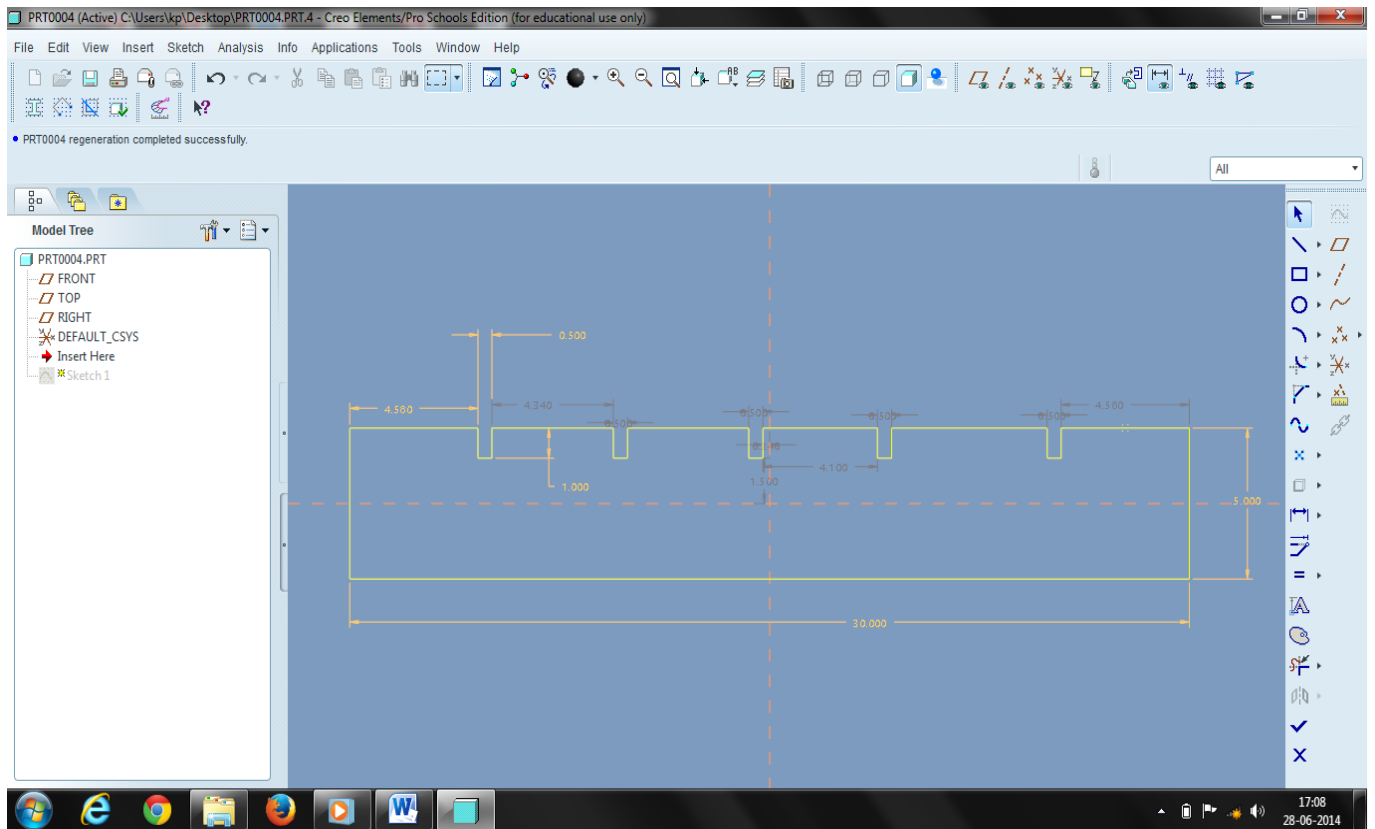 PRT0004 (Active) C:\Users\kp\Desktop\PRT0004.PRT.4 - Creo Elements/Pro Schools Edition (for educational use only)
File Edit View Insert Sketch Analysis Info Applications Tools Window Help
PRT0004 regeneration completed successfully.
All
Model Tree
PRT0004.PRT
FRONT
TOP
RIGHT
DEFAULT_CSYS
Insert Here
Sketch 1
0.500
4.560 4.340 0.500 0.500 0.500 0.500 4.500
4.100
1.000 1.500
5.000
30.000
17:08
28-06-2014